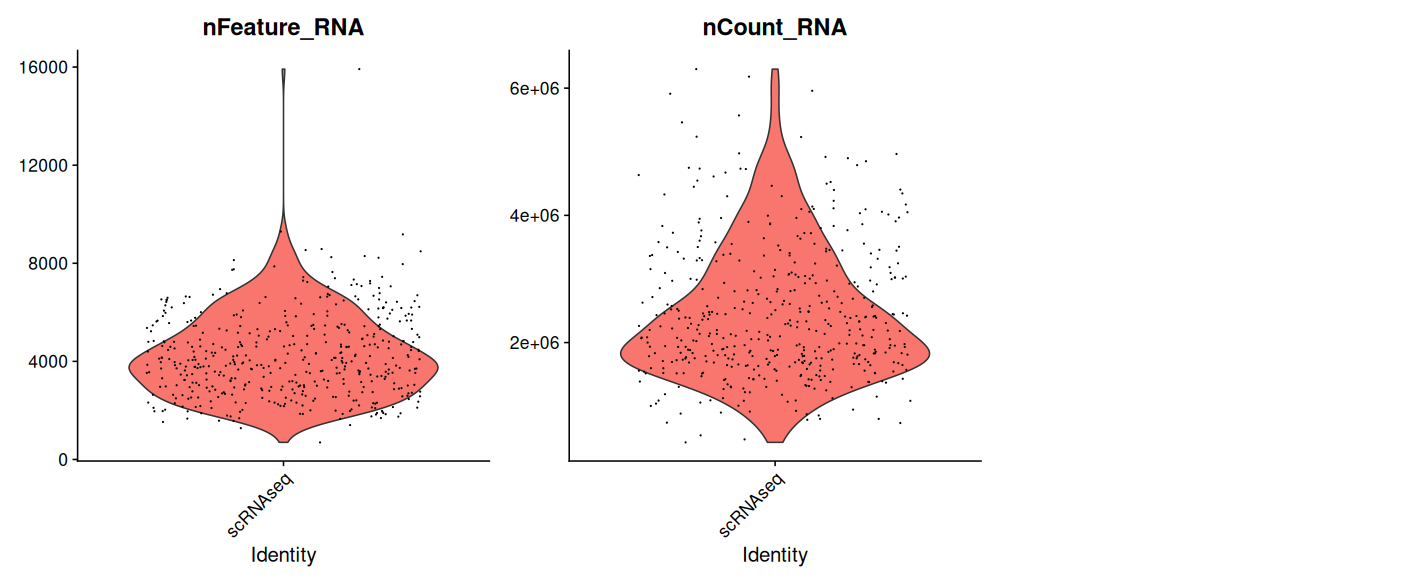 nFeature_RNA
16000
12000
8000
4000
0
scRNAseq
Identity
nCount_RNA
6e+06
4e+06
2e+06
scRNAseq
Identity